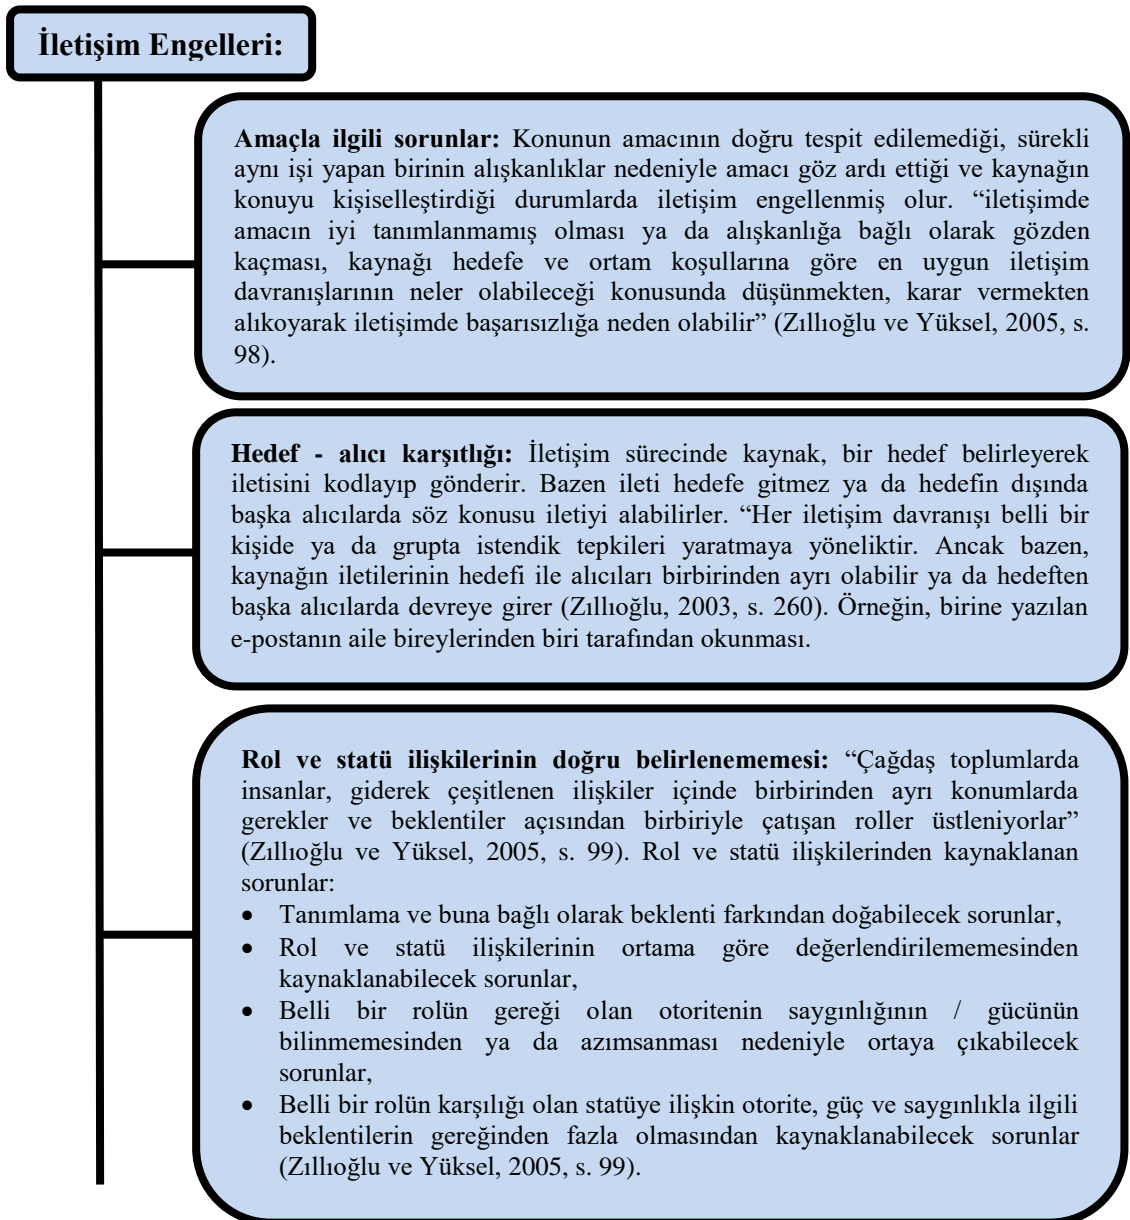 İletişim Engelleri:
Amaçla ilgili sorunlar: Konunun amacının doğru tespit edilemediği, sürekli
aynı işi yapan birinin alışkanlıklar nedeniyle amacı göz ardı ettiği ve kaynağın
konuyu kişiselleştirdiği durumlarda iletişim engellenmiş olur. “iletişimde
amacın iyi tanımlanmamış olması ya da alışkanlığa bağlı olarak gözden
kaçması, kaynağı hedefe ve ortam koşullarına göre en uygun iletişim
davranışlarının neler olabileceği konusunda düşünmekten, karar vermekten
alıkoyarak iletişimde başarısızlığa neden olabilir” (Zıllıoğlu ve Yüksel, 2005, s.
98).
Hedef - alıcı karşıtlığı: İletişim sürecinde kaynak, bir hedef belirleyerek
iletisini kodlayıp gönderir. Bazen ileti hedefe gitmez ya da hedefin dışında
başka alıcılarda söz konusu iletiyi alabilirler. “Her iletişim davranışı belli bir
kişide ya da grupta istendik tepkileri yaratmaya yöneliktir. Ancak bazen,
kaynağın iletilerinin hedefi ile alıcıları birbirinden ayrı olabilir ya da hedeften
başka alıcılarda devreye girer (Zıllıoğlu, 2003, s. 260). Örneğin, birine yazılan
e-postanın aile bireylerinden biri tarafından okunması.
Rol ve statü ilişkilerinin doğru belirlenememesi: “Çağdaş toplumlarda
insanlar, giderek çeşitlenen ilişkiler içinde birbirinden ayrı konumlarda
gerekler ve beklentiler açısından birbiriyle çatışan roller üstleniyorlar”
(Zıllıoğlu ve Yüksel, 2005, s. 99). Rol ve statü ilişkilerinden kaynaklanan
sorunlar:
• Tanımlama ve buna bağlı olarak beklenti farkından doğabilecek sorunlar,
• Rol ve statü ilişkilerinin ortama göre değerlendirilememesinden
kaynaklanabilecek sorunlar,
• Belli bir rolün gereği olan otoritenin saygınlığının / gücünün
bilinmemesinden ya da azımsanması nedeniyle ortaya çıkabilecek
sorunlar,
• Belli bir rolün karşılığı olan statüye ilişkin otorite, güç ve saygınlıkla ilgili
beklentilerin gereğinden fazla olmasından kaynaklanabilecek sorunlar
(Zıllıoğlu ve Yüksel, 2005, s. 99).